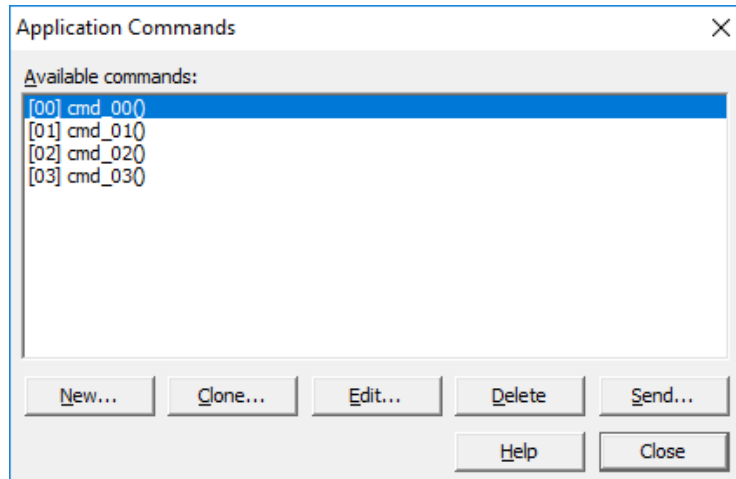 Application Commands
Available commands:
[00] cmd_00()
[01] cmd_01()
[02] cmd_02()
[03] cmd_03()
New... Clone... Edit... Delete Send...
Help Close